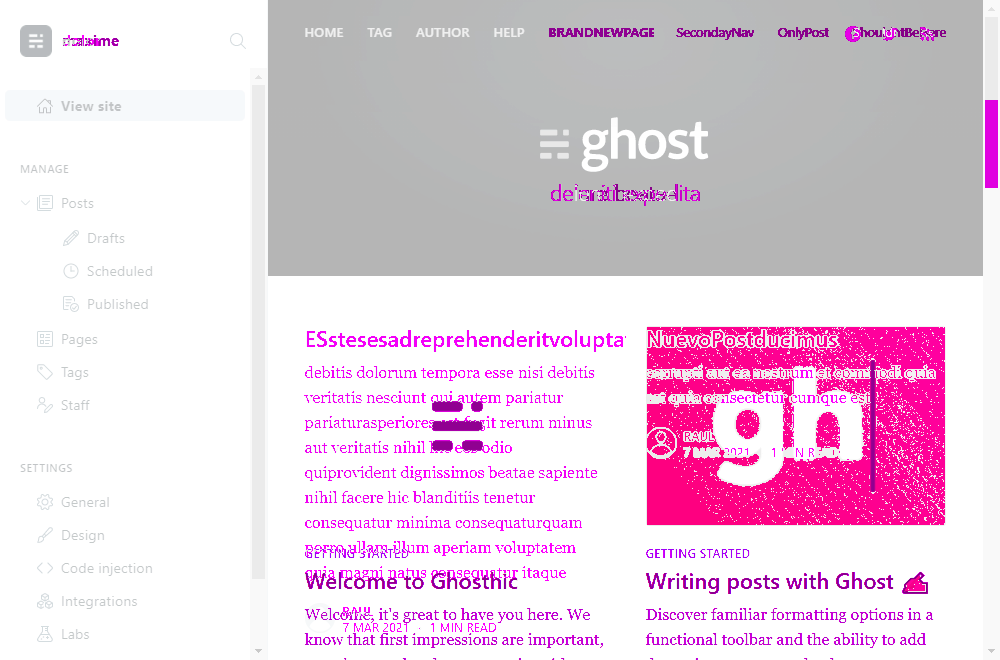 View site
MANAGE
Posts
Drafts
Scheduled
Published
Pages
Tags
Staff
SETTINGS
General
Design
Code injection
Integrations
Labs
HOME TAG AUTHOR HELP BRANDNEWPAGE SecondayNav OnlyPost
ghost
ESstesesadreprehenderitvolupta
debitis dolorum tempora esse nisi debitis
veritatis nesciunt qui autem pariatur
pariaturasperiores rerum minus
aut veritatis nihil odio
quiprovident dignissimos beatae sapiente
nihil facere hic blanditiis tenetur
consequatur minima consequaturquam
porro ullam illum aperiam voluptatem
GETTING STARTED
quia magni natus consequatur itaque
Welcome to Ghosthic
Welcome, it's great to have you here. We
RAUL
7 MAR 2021 · 1 MIN READ
know that first impressions are important,
NuevoPostducimus
aut quia consectetur cumque est
RAUL
7 MAR 2021 1 MIN READ
gh
GETTING STARTED
Writing posts with Ghost ✍
Discover familiar formatting options in a
functional toolbar and the ability to add